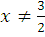 x ≠ 3/2